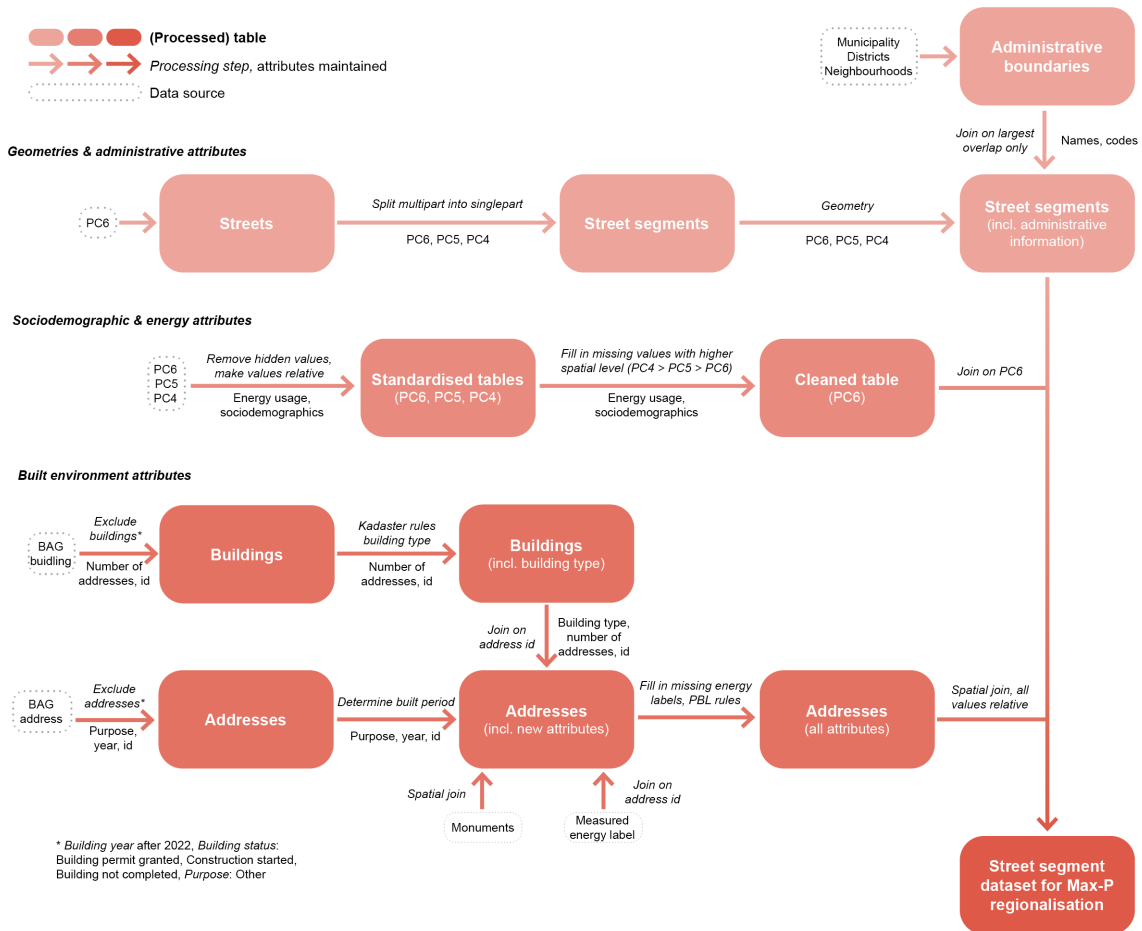 (Processed) table
Processing step, attributes maintained
Data source
Municipality
Districts
Neighbourhoods
Administrative
boundaries
Join on largest
overlap only
Names, codes
Geometries & administrative attributes
PC6
Streets
Split multipart into singlepart
PC6, PC5, PC4
Street segments
Geometry
PC6, PC5, PC4
Street segments
(incl. administrative
information)
Sociodemographic & energy attributes
PC6
PC5
PC4
Remove hidden values,
make values relative
Energy usage,
sociodemographics
Standardised tables
(PC6, PC5, PC4)
Fill in missing values with higher
spatial level (PC4 > PC5 > PC6)
Energy usage,
sociodemographics
Cleaned table
(PC6)
Join on PC6
Built environment attributes
BAG
buidling
Exclude
buildings*
Number of
addresses, id
Buildings
Kadaster rules
building type
Number of
addresses, id
Buildings
(incl. building type)
Join on
address id
Building type,
number of
addresses, id
BAG
address
Exclude
addresses*
Purpose,
year, id
Addresses
Determine built period
Purpose, year, id
Addresses
(incl. new attributes)
Fill in missing energy
labels, PBL rules
Addresses
(all attributes)
Spatial join, all
values relative
Spatial join
Monuments
Join on
address id
Measured
energy label
* Building year after 2022, Building status:
Building permit granted, Construction started,
Building not completed, Purpose: Other
Street segment
dataset for Max-P
regionalisation